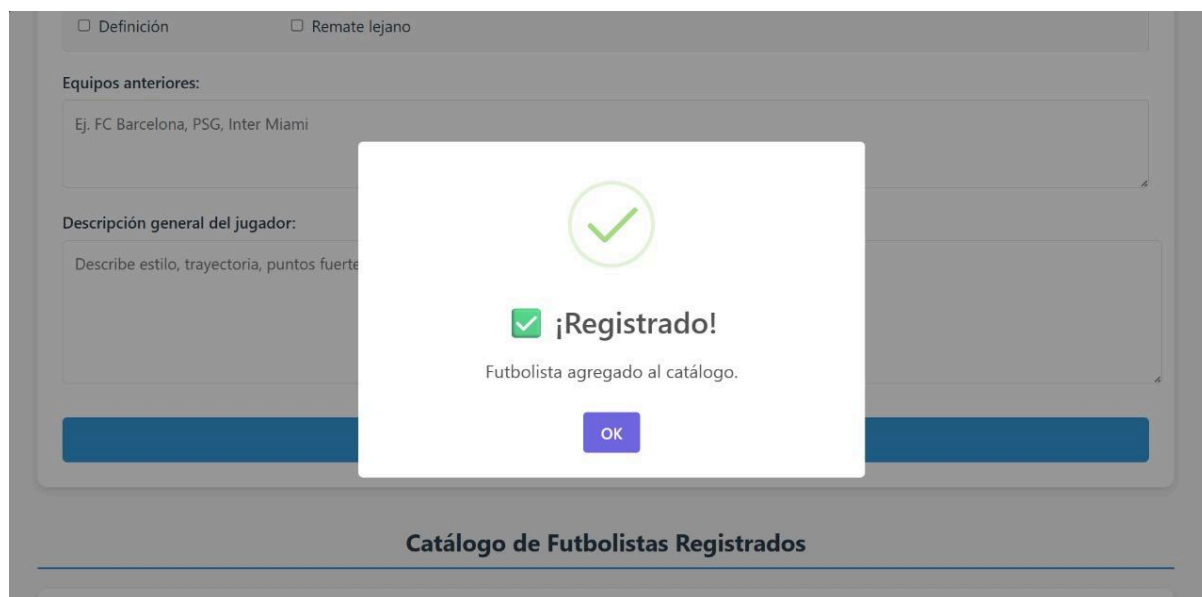 Definición Remate lejano
Equipos anteriores:
Ej. FC Barcelona, PSG, Inter Miami
Descripción general del jugador:
Describe estilo, trayectoria, puntos fuerte
¡Registrado!
Futbolista agregado al catálogo.
OK
Catálogo de Futbolistas Registrados